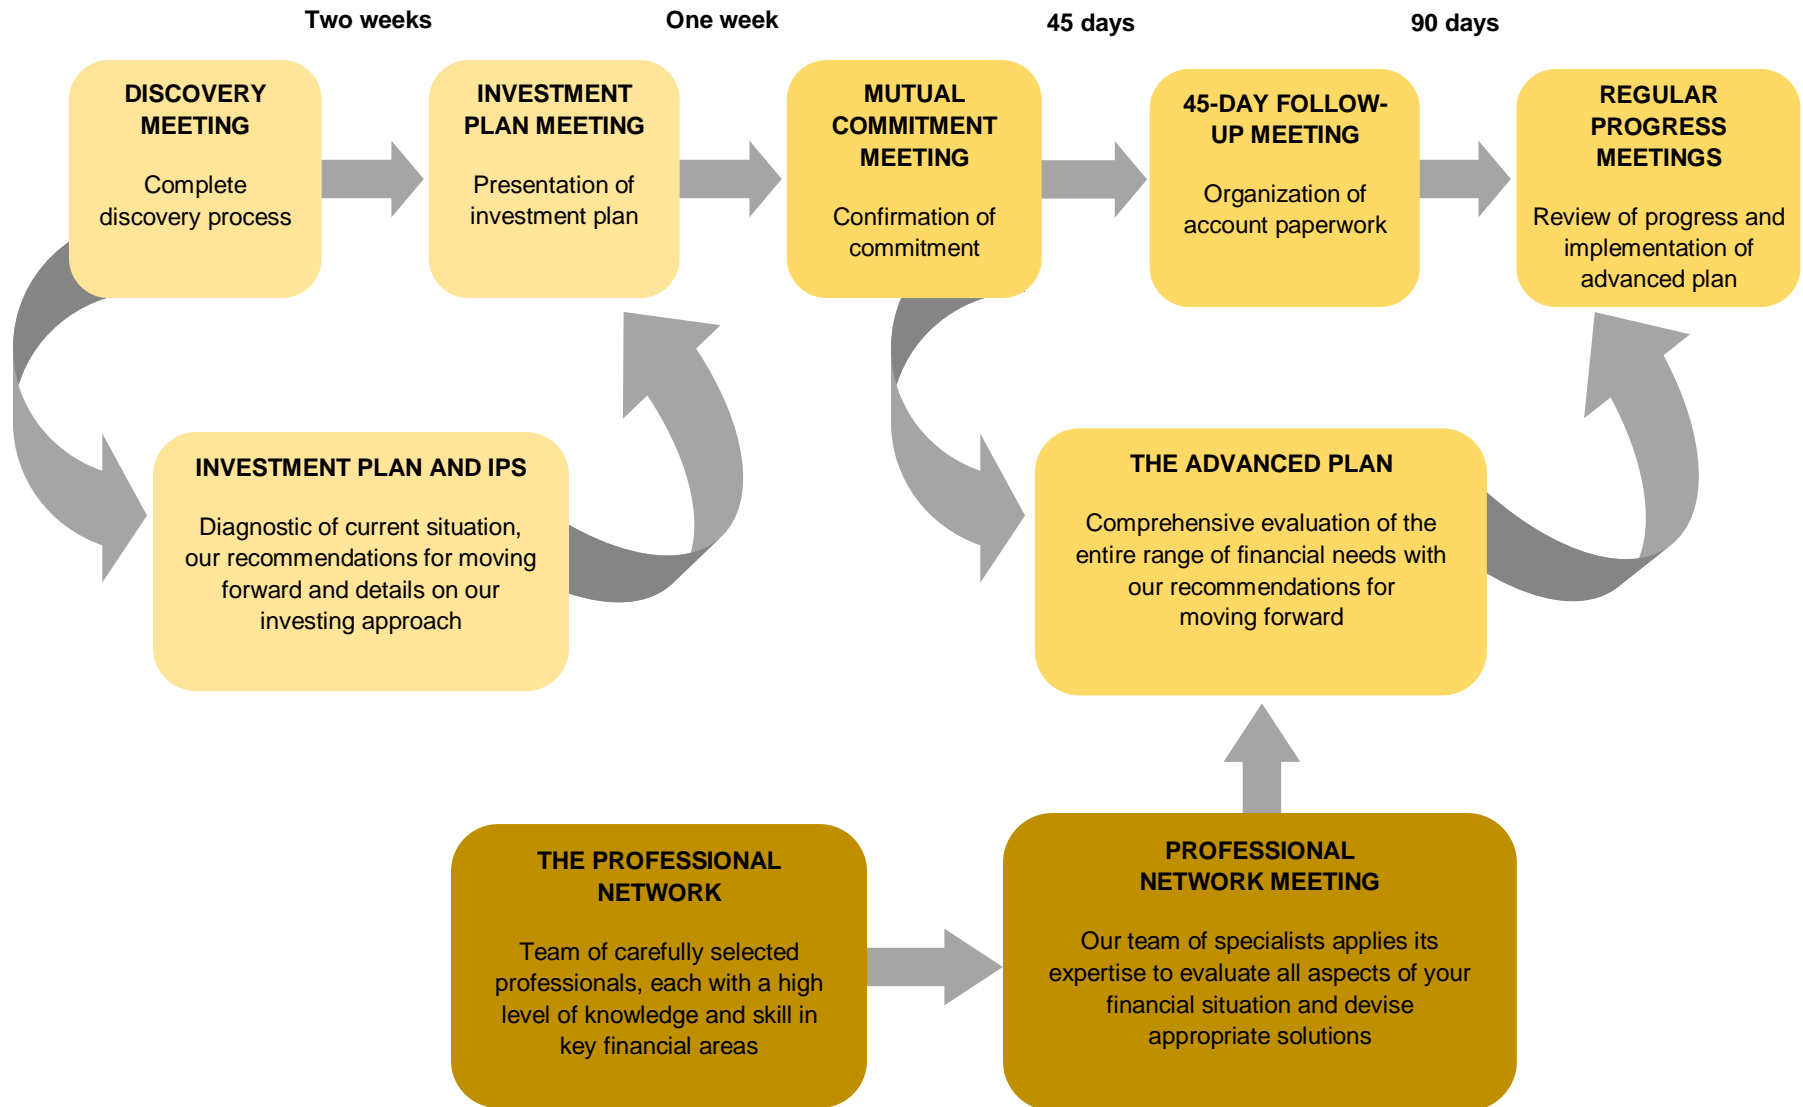 Two weeks
One week
45 days
90 days
DISCOVERY
MEETING
Complete
discovery process
INVESTMENT
PLAN MEETING
Presentation of
investment plan
MUTUAL
COMMITMENT
MEETING
Confirmation of
commitment
45-DAY FOLLOW-
UP MEETING
Organization of
account paperwork
REGULAR
PROGRESS
MEETINGS
Review of progress and
implementation of
advanced plan
INVESTMENT PLAN AND IPS
Diagnostic of current situation,
our recommendations for moving
forward and details on our
investing approach
THE ADVANCED PLAN
Comprehensive evaluation of the
entire range of financial needs with
our recommendations for
moving forward
THE PROFESSIONAL
NETWORK
Team of carefully selected
professionals, each with a high
level of knowledge and skill in
key financial areas
PROFESSIONAL
NETWORK MEETING
Our team of specialists applies its
expertise to evaluate all aspects of your
financial situation and devise
appropriate solutions